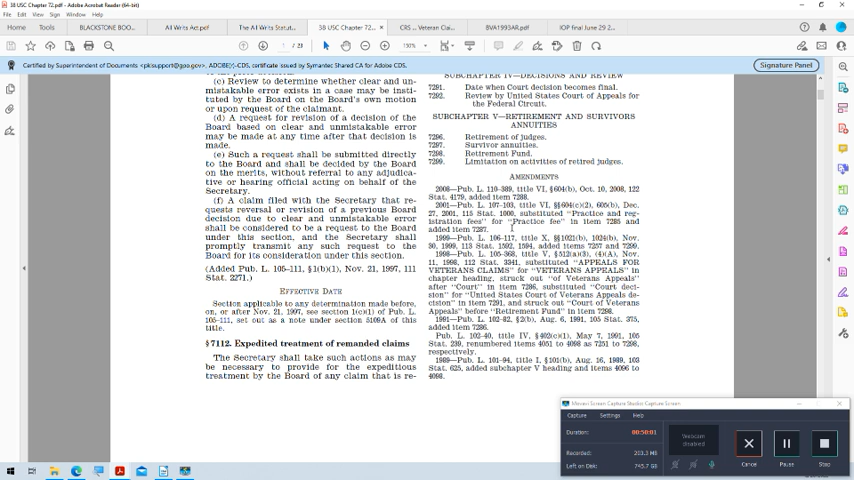 38 USC Chapter 72.pdf - Adobe Acrobat Reader (64-bit)
File Edit Sign Window Help
Home Tools BLACKSTONE BOO... All Writs Act.pdf The All Writs Statut... 38 USC Chapter 72... × CRS ... Veteran Clai... BVA1993AR.pdf IOP final June 29 2...
1 / 23 150%
Certified by Superintendent of Documents <pkisupport@gpo.gov>, certificate issued by Symantec Shared CA for Adobe (CDS). Signature Panel
(c) Review to determine whether clear and un-
mistakable error exists in a case may be insti-
tuted by the Board on the Board's own motion
or upon request of the claimant.
(d) A request for revision of a decision of the
Board based on clear and unmistakable error
may be made at any time after that decision is
made.
(e) Such a request shall be submitted directly
to the Board and shall be decided by the Board
on the merits, without referral to any adjudica-
tive or hearing official acting on behalf of the
Secretary.
(f) A claim filed with the Secretary that re-
quests reversal or revision of a previous Board
decision due to clear and unmistakable error
shall be considered to be a request to the Board
under this section, and the Secretary shall
promptly transmit any such request to the
Board for its consideration under this section.
(Added Pub. L. 105–111, §1(b)(1), Nov. 21, 1997, 111
Stat. 2271.)
EFFECTIVE DATE
Section applicable to any determination made before,
on, or after Nov. 21, 1997, see section 1(c)(1) of Pub. L.
105–111, set out as a note under section 5109A of this
title.
§ 7112. Expedited treatment of remanded claims
The Secretary shall take such actions as may
be necessary to provide for the expeditious
treatment by the Board of any claim that is re-
SUBCHAPTER IV—DECISIONS AND REVIEW
7291. Date when Court decision becomes final.
7292. Review by United States Court of Appeals for
the Federal Circuit.
SUBCHAPTER V—RETIREMENT AND SURVIVORS
ANNUITIES
7296. Retirement of judges.
7297. Survivor annuities.
7298. Retirement Fund.
7299. Limitation on activities of retired judges.
AMENDMENTS
2008—Pub. L. 110–389, title VI, § 604(b), Oct. 10, 2008, 122
Stat. 4179, added item 7288.
2001—Pub. L. 107–103, title VI, §§ 604(c)(2), 605(b), Dec.
27, 2001, 115 Stat. 1000, substituted "Practice and reg-
istration fees" for "Practice fee" in item 7285 and
added item 7287.
1999—Pub. L. 106–117, title X, §§ 1021(b), 1024(b), Nov.
30, 1999, 113 Stat. 1592, 1594, added items 7257 and 7299.
1998—Pub. L. 105–368, title V, § 512(a)(3), (4)(A), Nov.
11, 1998, 112 Stat. 3341, substituted "APPEALS FOR
VETERANS CLAIMS" for "VETERANS APPEALS" in
chapter heading, struck out "of Veterans Appeals"
after "Court" in item 7286, substituted "Court deci-
sion" for "United States Court of Veterans Appeals de-
cision" in item 7291, and struck out "Court of Veterans
Appeals" before "Retirement Fund" in item 7298.
1991—Pub. L. 102–82, § 2(b), Aug. 6, 1991, 105 Stat. 375,
added item 7286.
Pub. L. 102–40, title IV, § 402(c)(1), May 7, 1991, 105
Stat. 239, renumbered items 4051 to 4098 as 7251 to 7298,
respectively.
1989—Pub. L. 101–94, title I, § 101(b), Aug. 16, 1989, 103
Stat. 625, added subchapter V heading and items 4096 to
4098.
Movavi Screen Capture Studio: Capture Screen
Capture Settings Help
Duration: 00:50:01
Webcam
disabled
Recorded: 233.3 MB
Left on Disk: 745.7 GB
Cancel Pause Stop